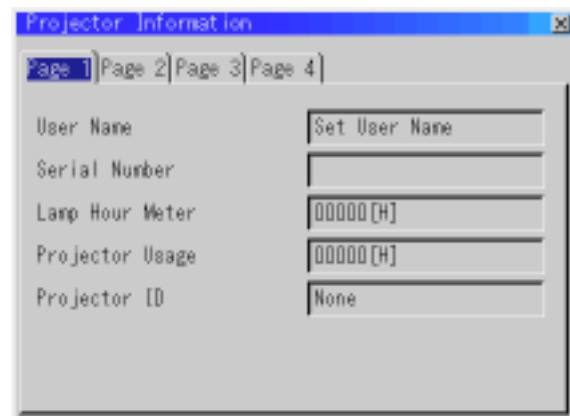 Projector Information
Page 1 Page 2 Page 3 Page 4
User Name Set User Name
Serial Number
Lamp Hour Meter 00000[H]
Projector Usage 00000[H]
Projector ID None